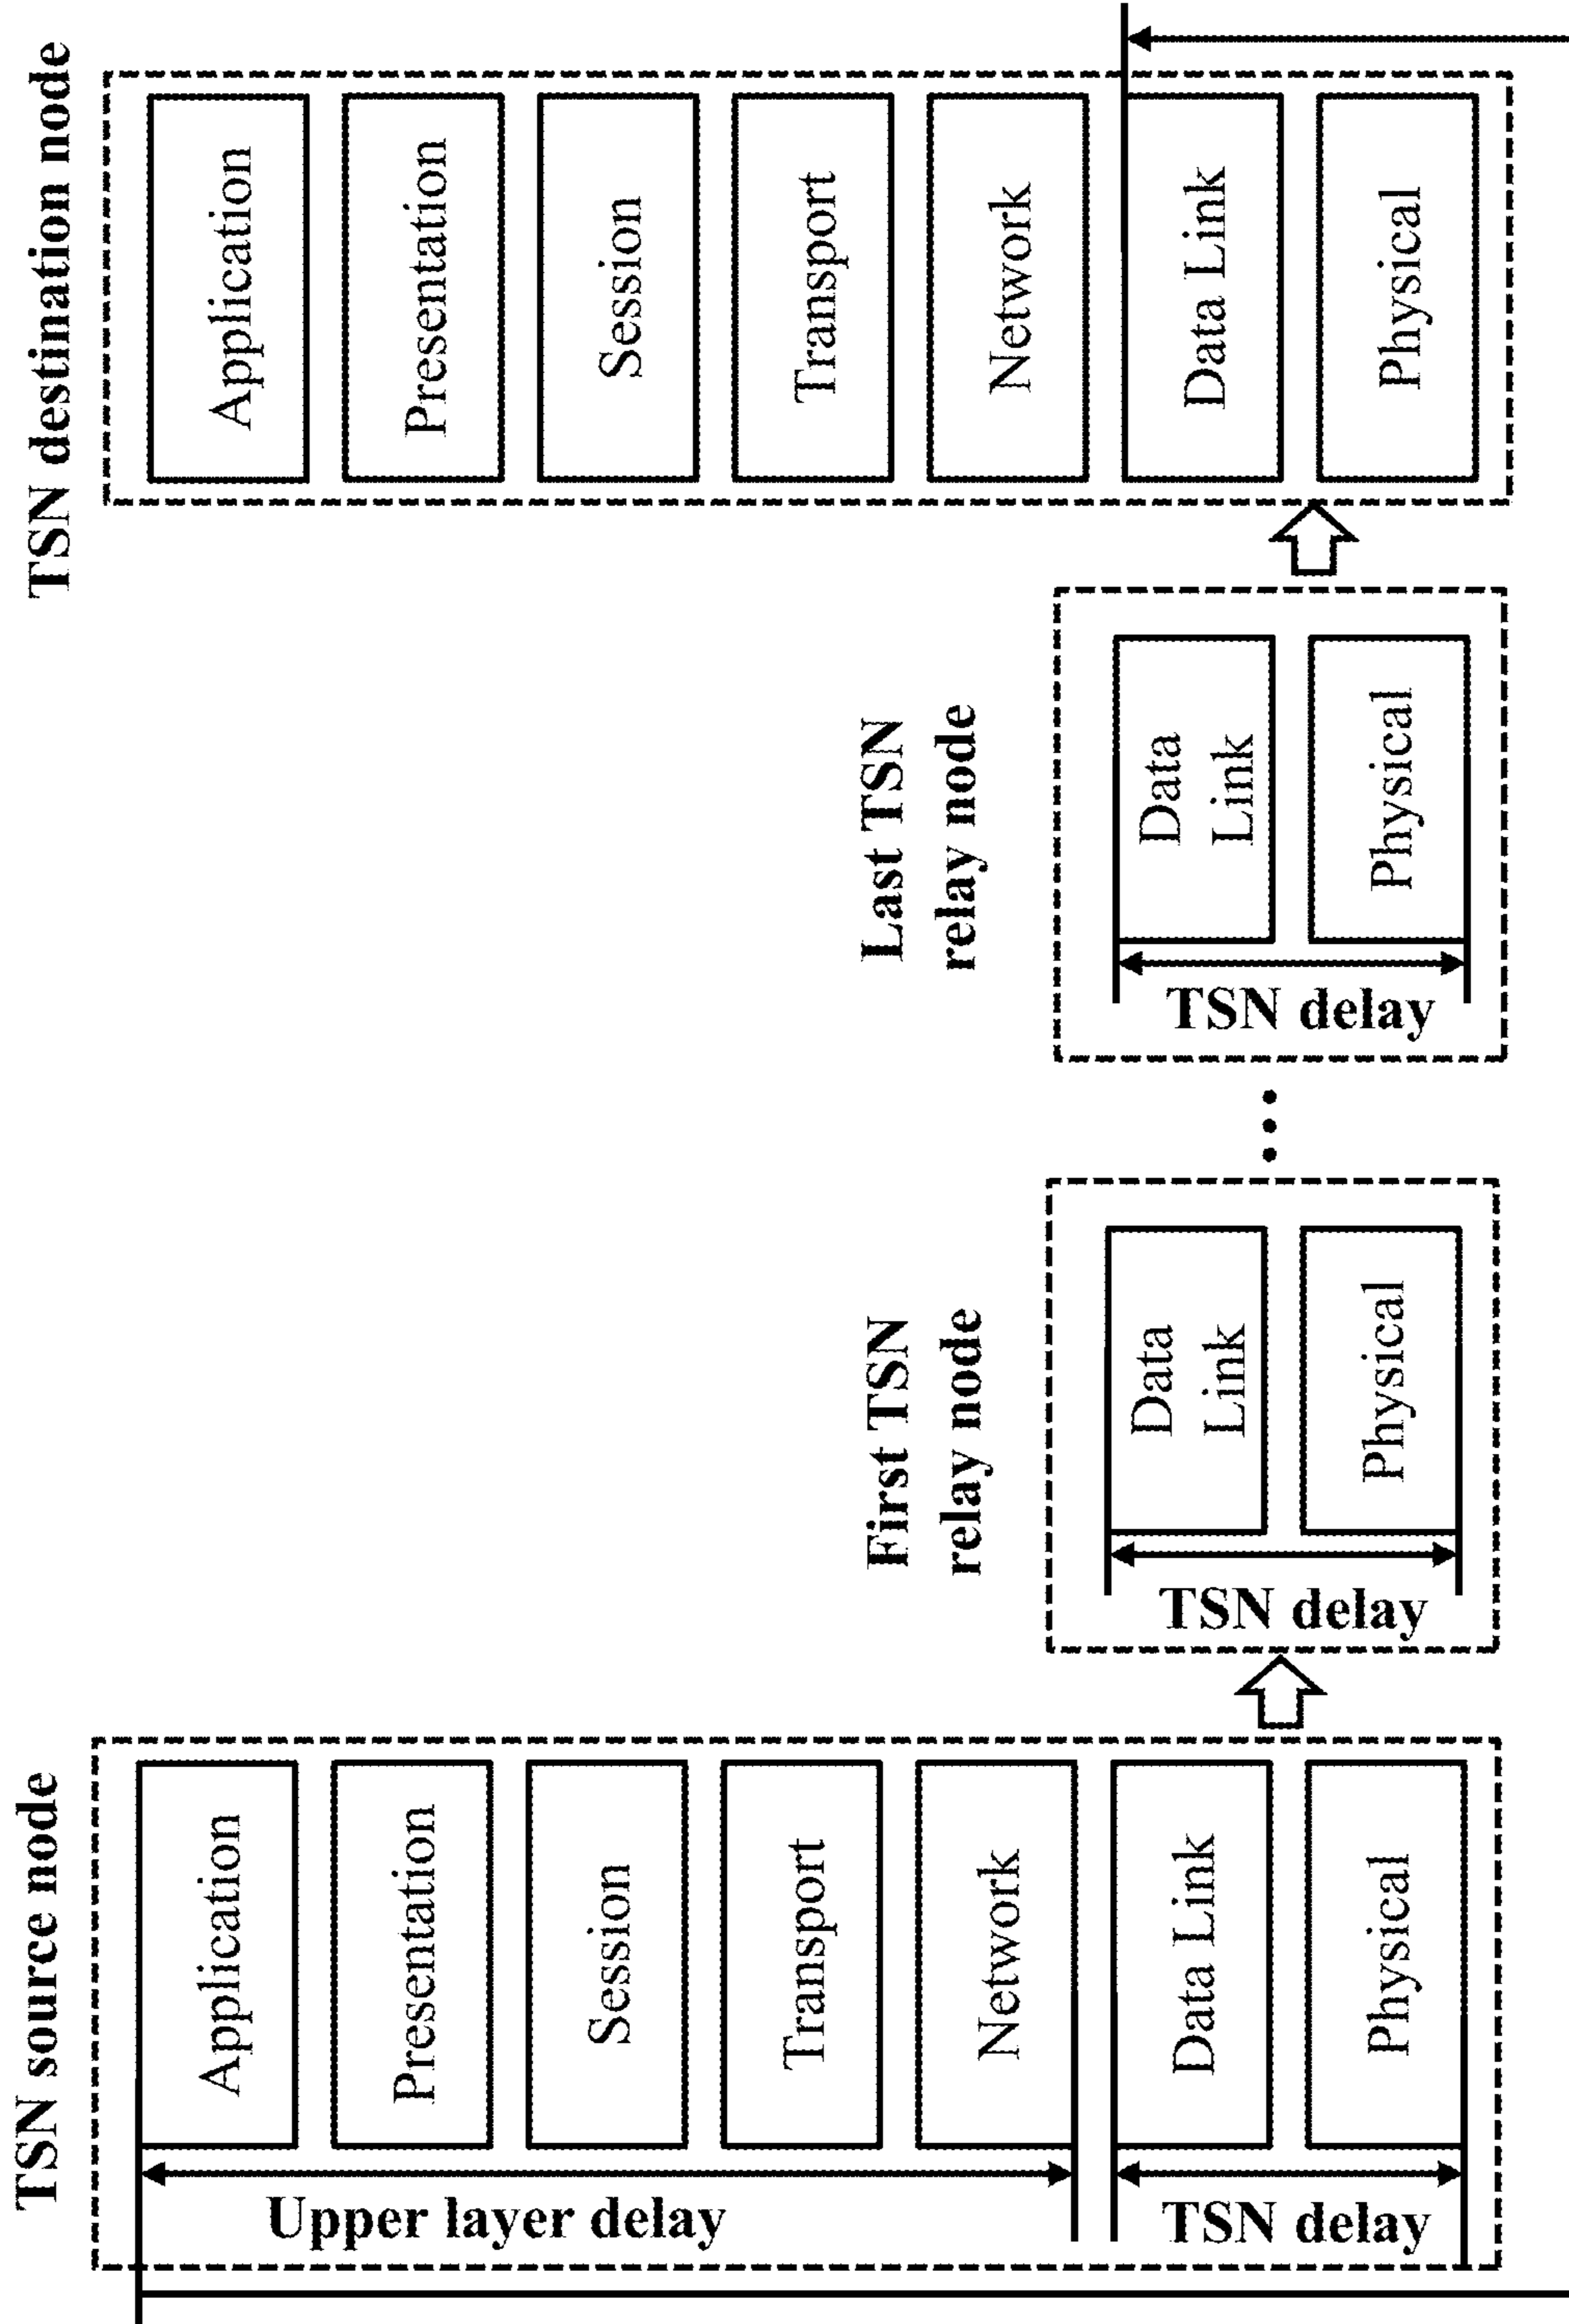 TSN source node
Application
Presentation
Session
Transport
Network
Data Link
Physical
Upper layer delay
TSN delay
First TSN
relay node
Data
Link
Physical
TSN delay
Last TSN
relay node
Data
Link
Physical
TSN delay
TSN destination node
Application
Presentation
Session
Transport
Network
Data Link
Physical